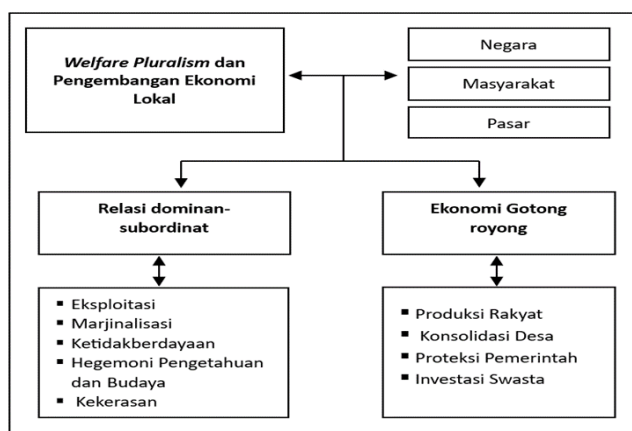 Welfare Pluralism dan
Pengembangan Ekonomi
Lokal
Negara
Masyarakat
Pasar
Relasi dominan-
subordinat
Ekonomi Gotong
royong
▪ Eksploitasi
▪ Marjinalisasi
▪ Ketidakberdayaan
▪ Hegemoni Pengetahuan
dan Budaya
▪ Kekerasan
▪ Produksi Rakyat
▪ Konsolidasi Desa
▪ Proteksi Pemerintah
▪ Investasi Swasta